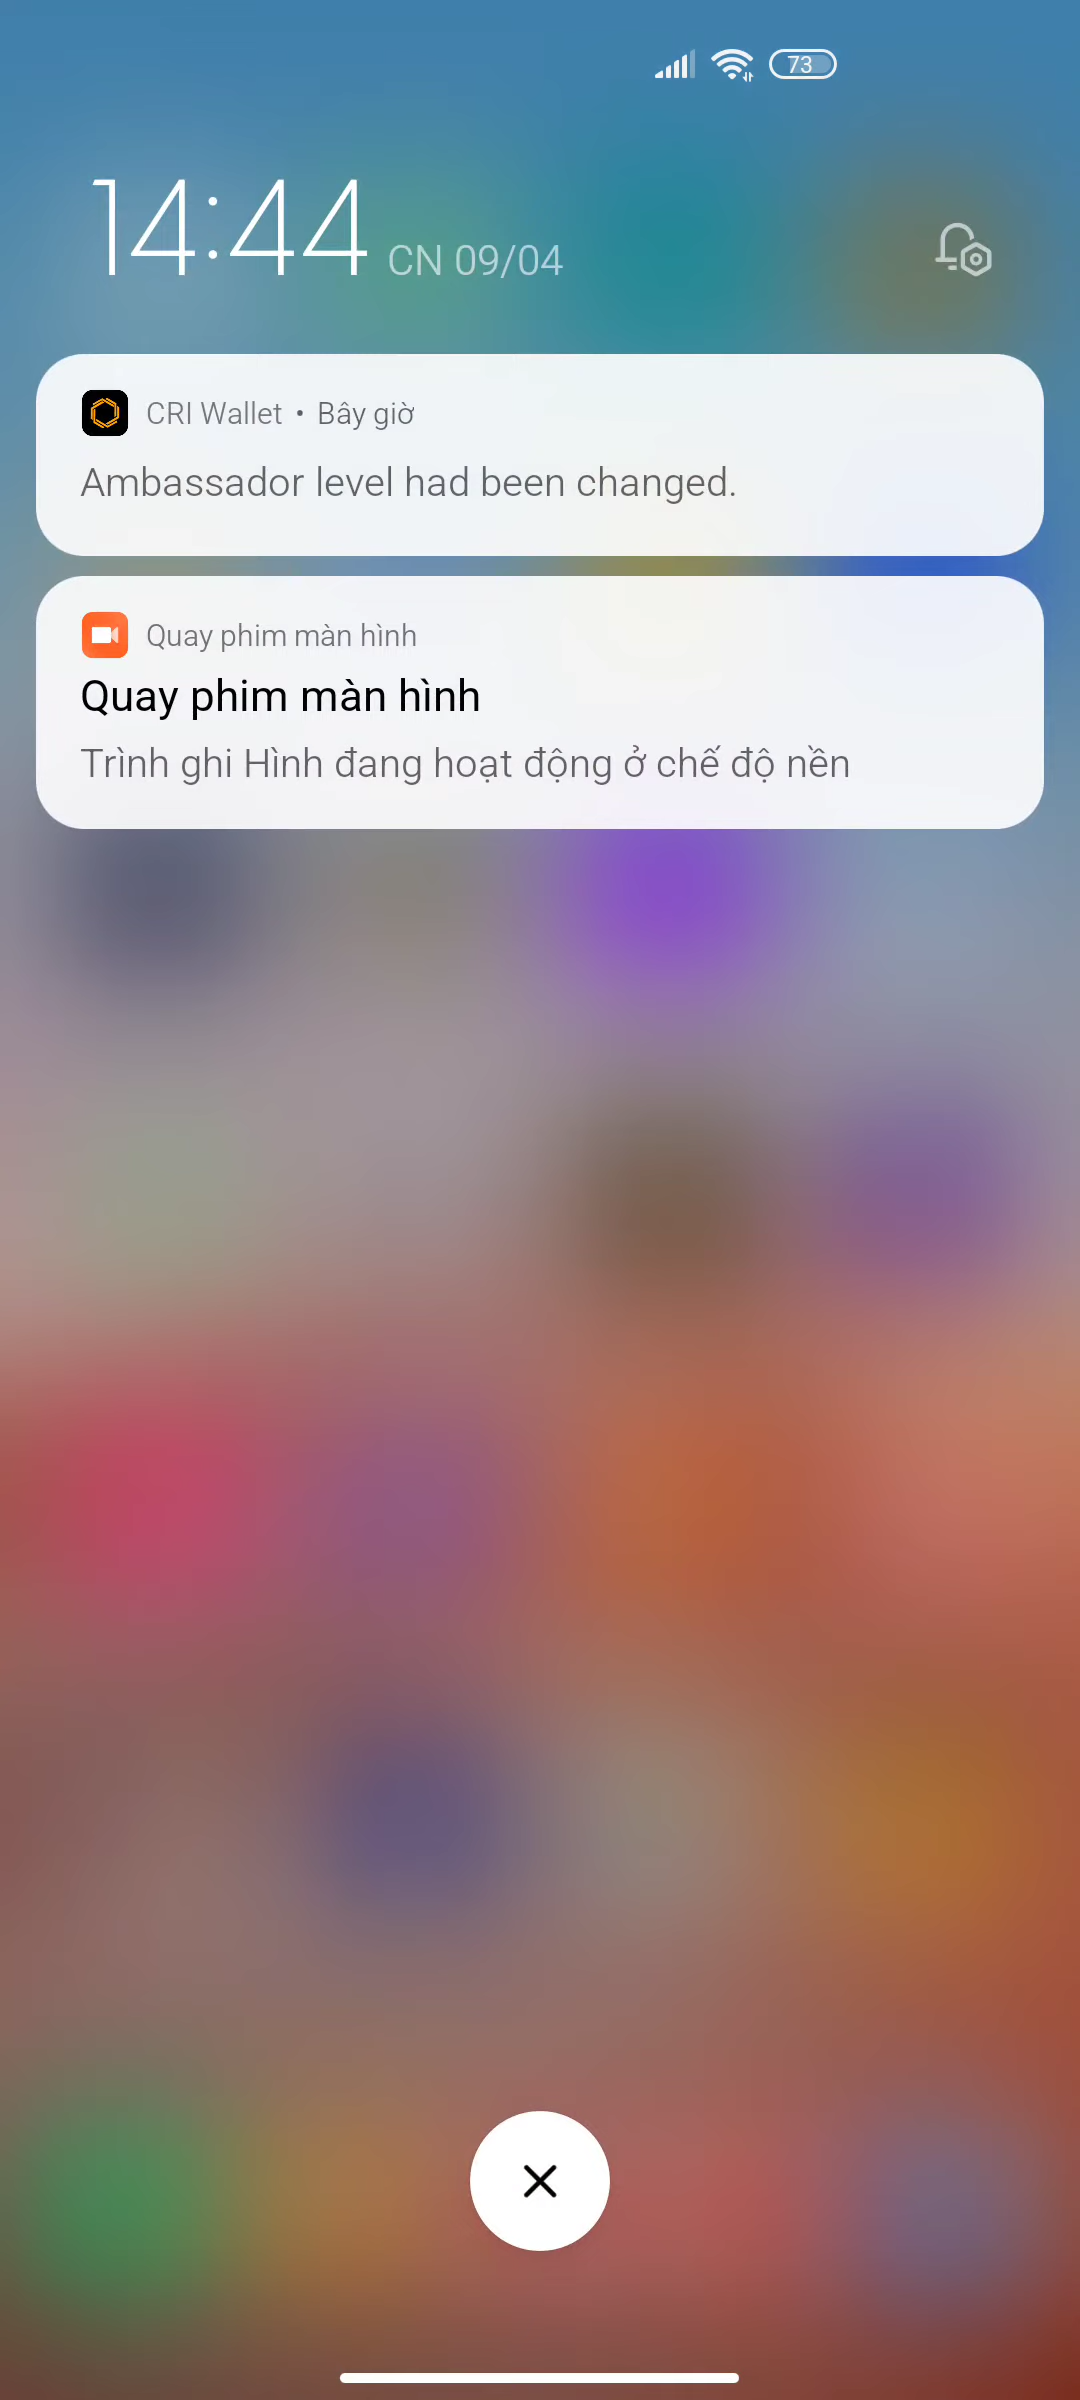 73
14:44 CN 09/04
CRI Wallet • Bây giờ
Ambassador level had been changed.
Quay phim màn hình
Quay phim màn hình
Trình ghi Hình đang hoạt động ở chế độ nền